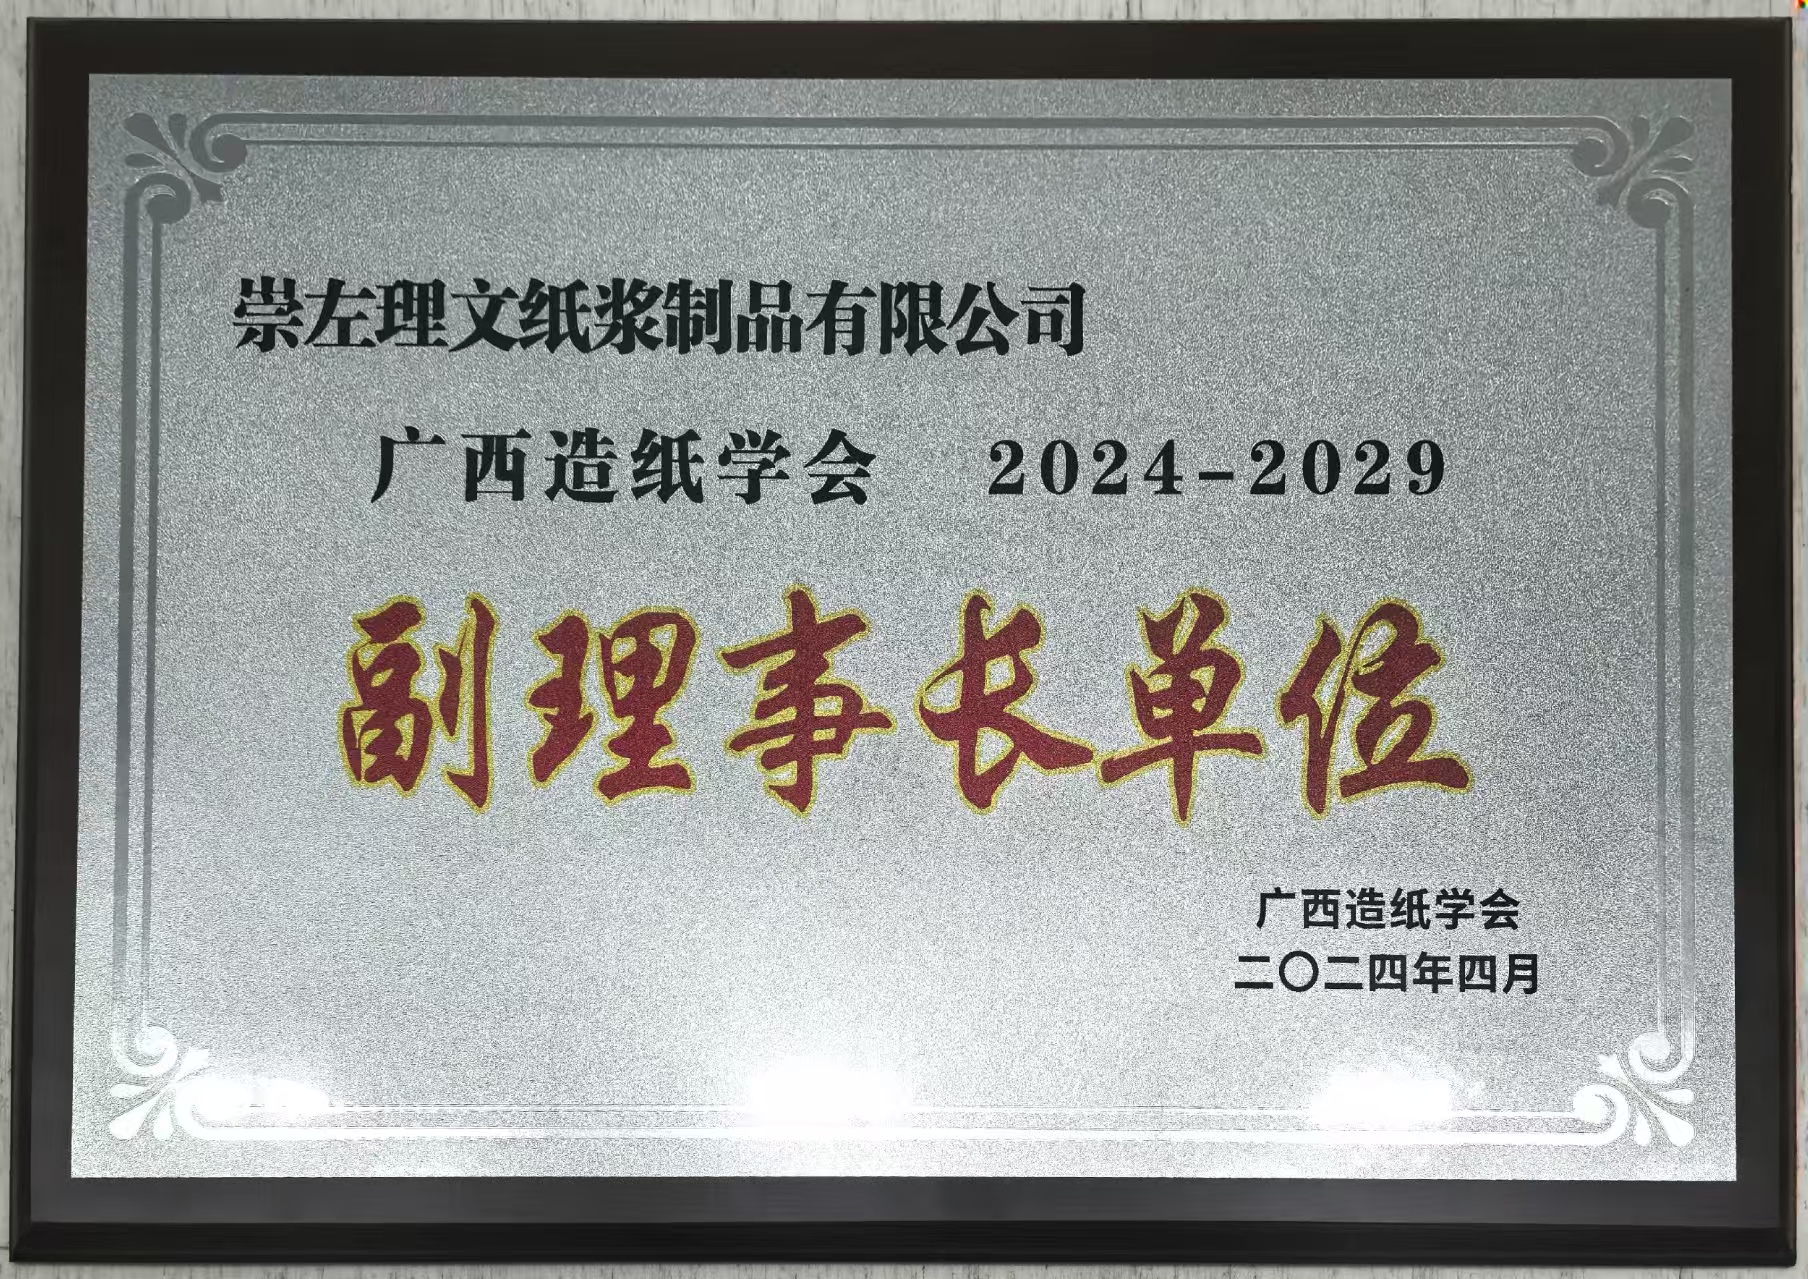 崇左理文纸浆制品有限公司
广西造纸学会 2024-2029
副理事长单位
广西造纸学会
二〇二四年四月